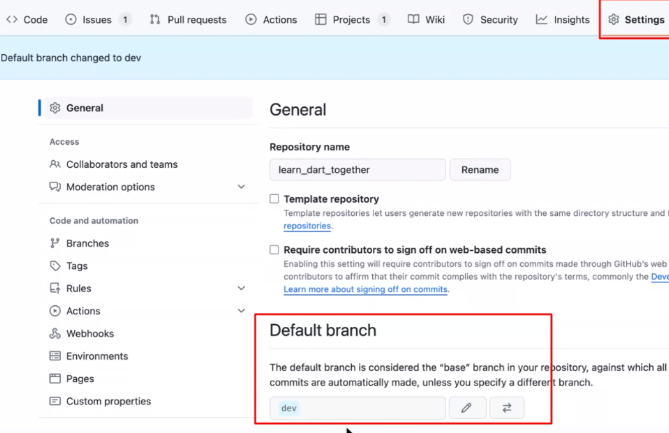 Code Issues 1 Pull requests Actions Projects 1 Wiki Security Insights Settings
Default branch changed to dev
General
Access
Collaborators and teams
Moderation options
Code and automation
Branches
Tags
Rules
Actions
Webhooks
Environments
Pages
Custom properties
General
Repository name
learn_dart_together Rename
Template repository
Template repositories let users generate new repositories with the same directory structure and
repositories.
Require contributors to sign off on web-based commits
Enabling this setting will require contributors to sign off on commits made through GitHub's web
contributors to affirm that their commit complies with the repository's terms, commonly the
Learn more about signing off on commits.
Default branch
The default branch is considered the "base" branch in your repository, against which all
commits are automatically made, unless you specify a different branch.
dev